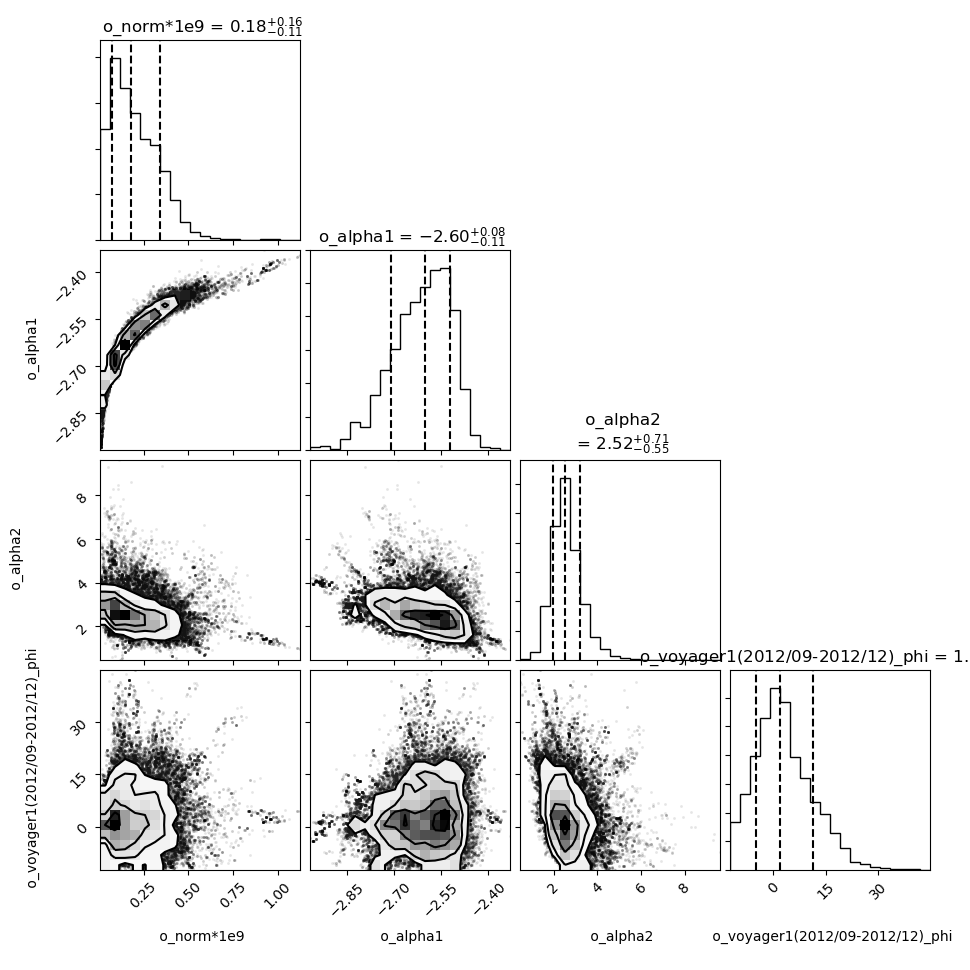 o_norm*1e9 = 0.18+0.16−0.11
o_alpha1 = −2.60+0.08−0.11
−2.40
−2.55
−2.70
−2.85
o_alpha1
o_alpha2
= 2.52+0.71−0.55
8
6
4
2
o_alpha2
o_voyager1(2012/09-2012/12)_phi = 1.
30
15
0
o_voyager1(2012/09-2012/12)_phi
0.25
0.50
0.75
1.00
−2.85
−2.70
−2.55
−2.40
2
4
6
8
0
15
30
o_norm*1e9
o_alpha1
o_alpha2
o_voyager1(2012/09-2012/12)_phi